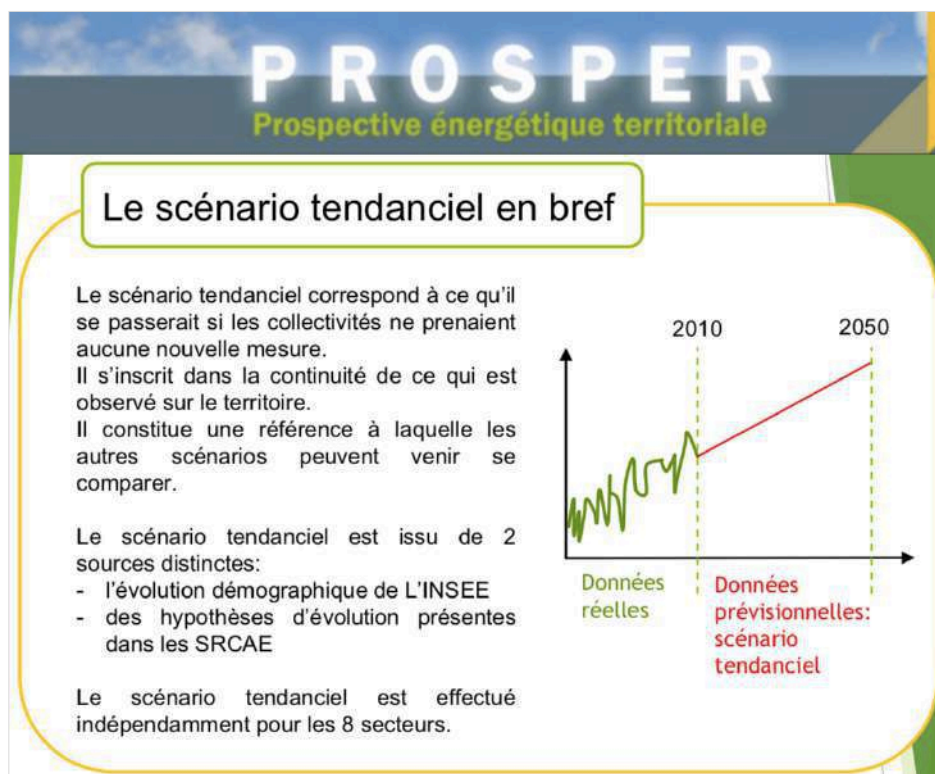 PROSPER
Prospective énergétique territoriale
Le scénario tendanciel en bref
Le scénario tendanciel correspond à ce qu'il
se passerait si les collectivités ne prenaient
aucune nouvelle mesure.
Il s'inscrit dans la continuité de ce qui est
observé sur le territoire.
Il constitue une référence à laquelle les
autres scénarios peuvent venir se
comparer.
Le scénario tendanciel est issu de 2
sources distinctes:
- l'évolution démographique de L'INSEE
- des hypothèses d'évolution présentes
dans les SRCAE
Le scénario tendanciel est effectué
indépendamment pour les 8 secteurs.
2010
2050
Données
réelles
Données
prévisionnelles:
scénario
tendanciel